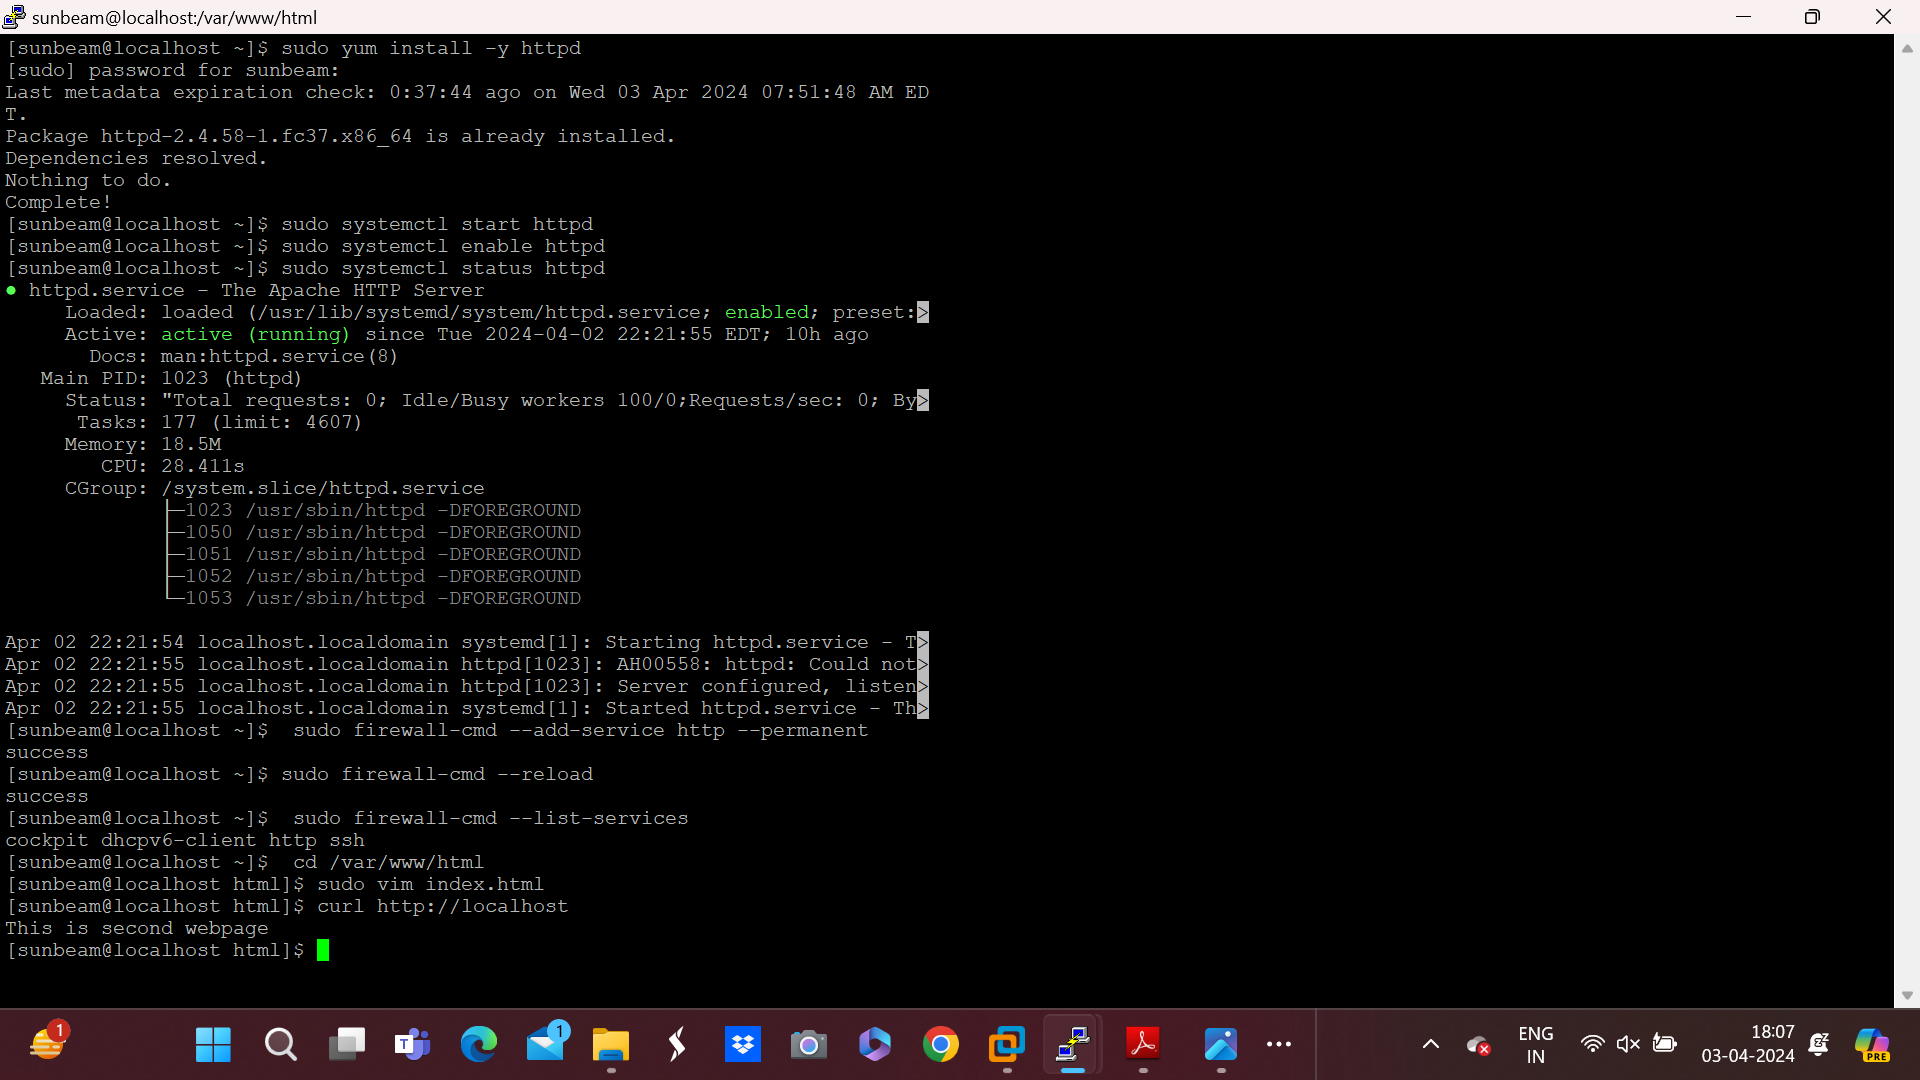 sunbeam@localhost:/var/www/html
[sunbeam@localhost ~]$ sudo yum install -y httpd
[sudo] password for sunbeam:
Last metadata expiration check: 0:37:44 ago on Wed 03 Apr 2024 07:51:48 AM ED
T.
Package httpd-2.4.58-1.fc37.x86_64 is already installed.
Dependencies resolved.
Nothing to do.
Complete!
[sunbeam@localhost ~]$ sudo systemctl start httpd
[sunbeam@localhost ~]$ sudo systemctl enable httpd
[sunbeam@localhost ~]$ sudo systemctl status httpd
● httpd.service - The Apache HTTP Server
     Loaded: loaded (/usr/lib/systemd/system/httpd.service; enabled; preset:>
     Active: active (running) since Tue 2024-04-02 22:21:55 EDT; 10h ago
       Docs: man:httpd.service(8)
   Main PID: 1023 (httpd)
     Status: "Total requests: 0; Idle/Busy workers 100/0;Requests/sec: 0; By>
      Tasks: 177 (limit: 4607)
     Memory: 18.5M
        CPU: 28.411s
     CGroup: /system.slice/httpd.service
             ├─1023 /usr/sbin/httpd -DFOREGROUND
             ├─1050 /usr/sbin/httpd -DFOREGROUND
             ├─1051 /usr/sbin/httpd -DFOREGROUND
             ├─1052 /usr/sbin/httpd -DFOREGROUND
             └─1053 /usr/sbin/httpd -DFOREGROUND
Apr 02 22:21:54 localhost.localdomain systemd[1]: Starting httpd.service - T>
Apr 02 22:21:55 localhost.localdomain httpd[1023]: AH00558: httpd: Could not>
Apr 02 22:21:55 localhost.localdomain httpd[1023]: Server configured, listen>
Apr 02 22:21:55 localhost.localdomain systemd[1]: Started httpd.service - Th>
[sunbeam@localhost ~]$  sudo firewall-cmd --add-service http --permanent
success
[sunbeam@localhost ~]$ sudo firewall-cmd --reload
success
[sunbeam@localhost ~]$  sudo firewall-cmd --list-services
cockpit dhcpv6-client http ssh
[sunbeam@localhost ~]$  cd /var/www/html
[sunbeam@localhost html]$ sudo vim index.html
[sunbeam@localhost html]$ curl http://localhost
This is second webpage
[sunbeam@localhost html]$
1
1
ENG
IN
18:07
03-04-2024
PRE